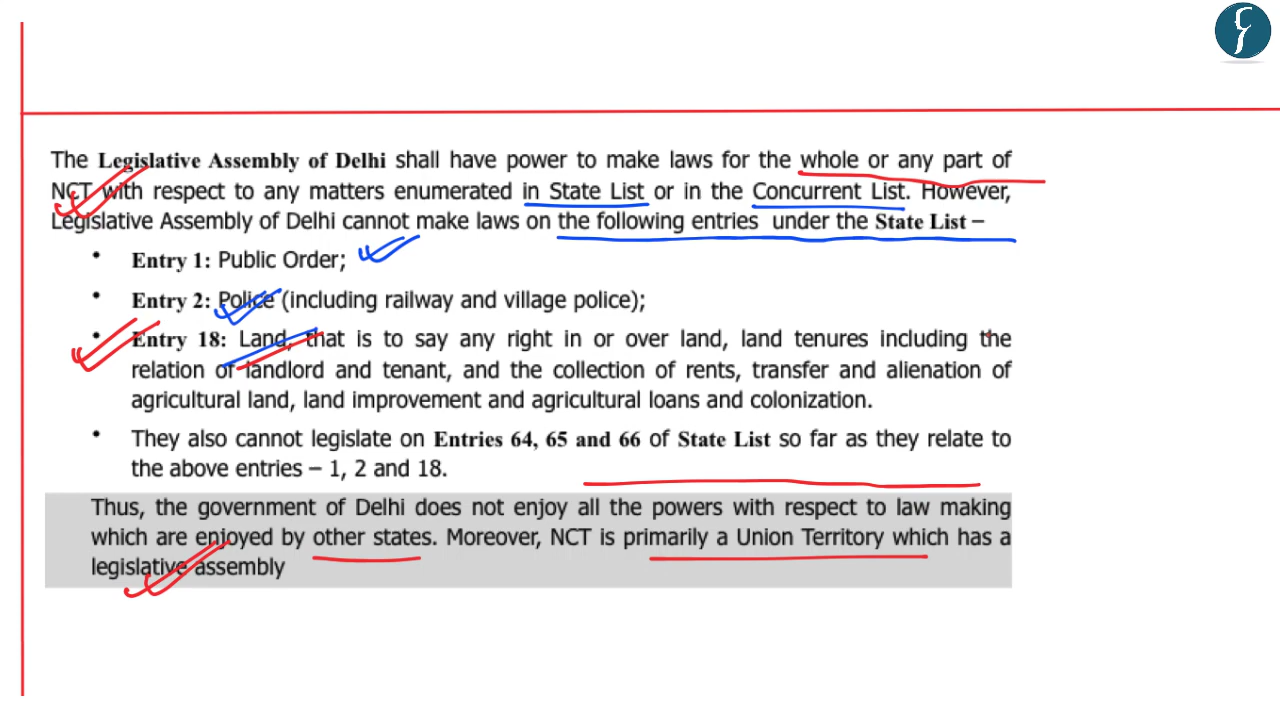 The Legislative Assembly of Delhi shall have power to make laws for the whole or any part of
NCT with respect to any matters enumerated in State List or in the Concurrent List. However,
Legislative Assembly of Delhi cannot make laws on the following entries under the State List –
• Entry 1: Public Order;
• Entry 2: Police (including railway and village police);
• Entry 18: Land, that is to say any right in or over land, land tenures including the
relation of landlord and tenant, and the collection of rents, transfer and alienation of
agricultural land, land improvement and agricultural loans and colonization.
• They also cannot legislate on Entries 64, 65 and 66 of State List so far as they relate to
the above entries – 1, 2 and 18.
Thus, the government of Delhi does not enjoy all the powers with respect to law making
which are enjoyed by other states. Moreover, NCT is primarily a Union Territory which has a
legislative assembly